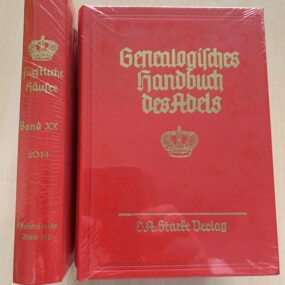 Fürstliche
Häuser
Band XX
2014
Genealogisches
Handbuch
des Adels
C.A. Starke Verlag